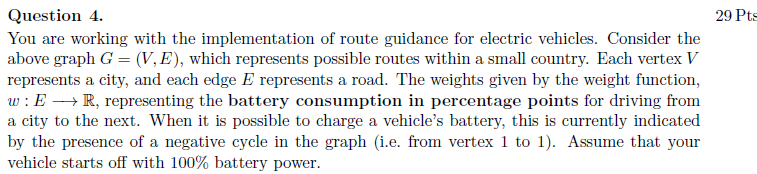 Question 4.
29 Pts
You are working with the implementation of route guidance for electric vehicles. Consider the
above graph G = (V, E), which represents possible routes within a small country. Each vertex V
represents a city, and each edge E represents a road. The weights given by the weight function,
w : E ⟶ ℝ, representing the battery consumption in percentage points for driving from
a city to the next. When it is possible to charge a vehicle's battery, this is currently indicated
by the presence of a negative cycle in the graph (i.e. from vertex 1 to 1). Assume that your
vehicle starts off with 100% battery power.